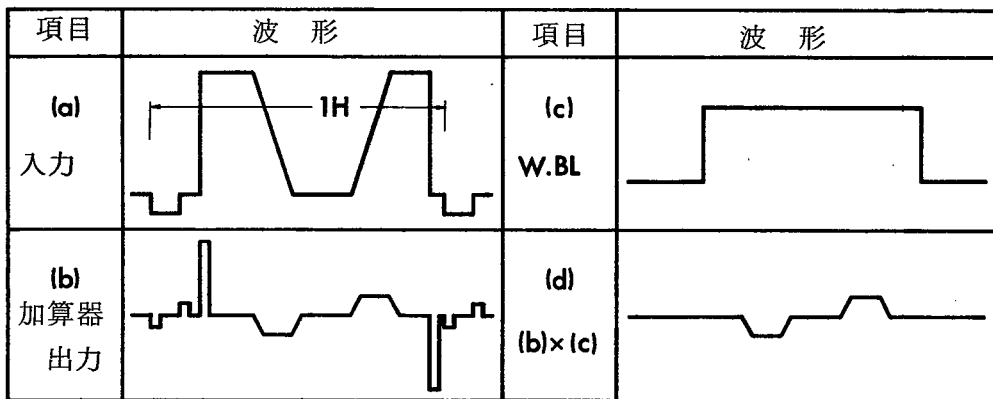 項目 波 形 項目 波 形
(a)
入力
1H
(c)
W.BL
(b)
加算器
出力
(d)
(b)×(c)